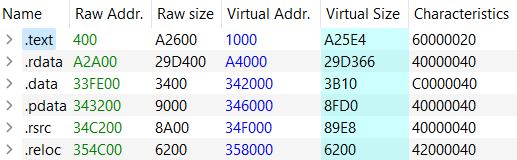 Name Raw Addr. Raw size Virtual Addr. Virtual Size Characteristics
.text 400 A2600 1000 A25E4 60000020
.rdata A2A00 29D400 A4000 29D366 40000040
.data 33FE00 3400 342000 3B10 C0000040
.pdata 343200 9000 346000 8FD0 40000040
.rsrc 34C200 8A00 34F000 89E8 40000040
.reloc 354C00 6200 358000 6200 42000040